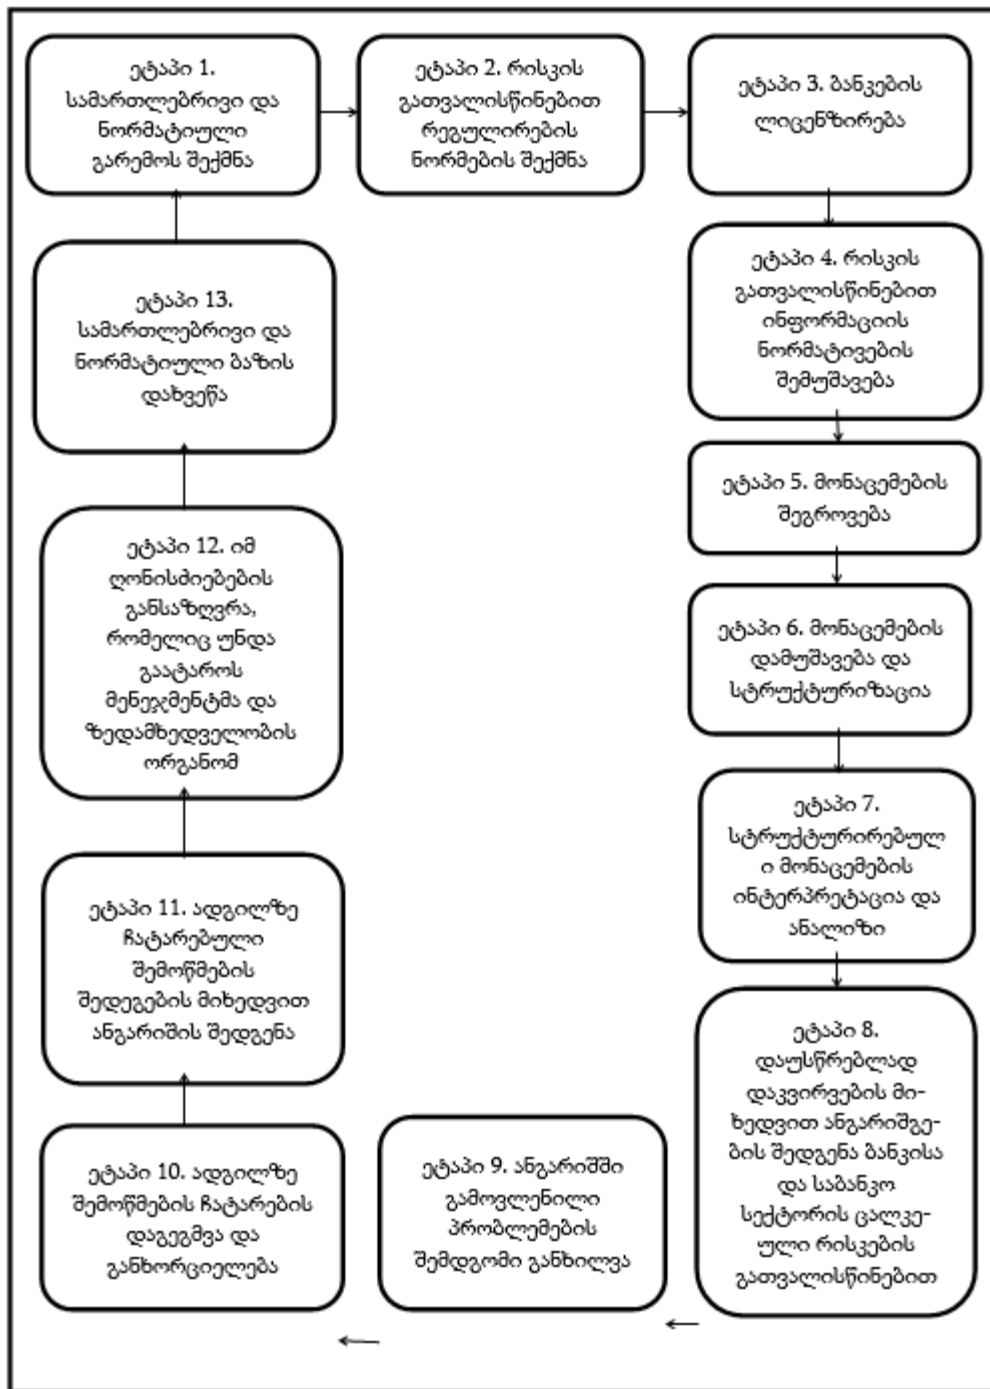 ეტაპი 1.
სამართლებრივი და
ნორმატიული
გარემოს შექმნა
ეტაპი 2. რისკის
გათვალისწინებით
რეგულირების
ნორმების შექმნა
ეტაპი 3. ბანკების
ლიცენზირება
ეტაპი 4. რისკის
გათვალისწინებით
ინფორმაციის
ნორმატივების
შემუშავება
ეტაპი 5. მონაცემების
შეგროვება
ეტაპი 6. მონაცემების
დამუშავება და
სტრუქტურიზაცია
ეტაპი 7.
სტრუქტურირებულ
ი მონაცემების
ინტერპრეტაცია და
ანალიზი
ეტაპი 8.
დაუსწრებლად
დაკვირვების მი-
ხედვით ანგარიშგე-
ბის შედგენა ბანკისა
და საბანკო
სექტორის ცალკე-
ული რისკების
გათვალისწინებით
ეტაპი 9. ანგარიშში
გამოვლენილი
პრობლემების
შემდგომი განხილვა
ეტაპი 10. ადგილზე
შემოწმების ჩატარების
დაგეგმვა და
განხორციელება
ეტაპი 11. ადგილზე
ჩატარებული
შემოწმების
შედეგების მიხედვით
ანგარიშის შედგენა
ეტაპი 12. იმ
ღონისძიებების
განსაზღვრა,
რომელიც უნდა
გაატაროს
მენეჯმენტმა და
ზედამხედველობის
ორგანომ
ეტაპი 13.
სამართლებრივი და
ნორმატიული ბაზის
დახვეწა